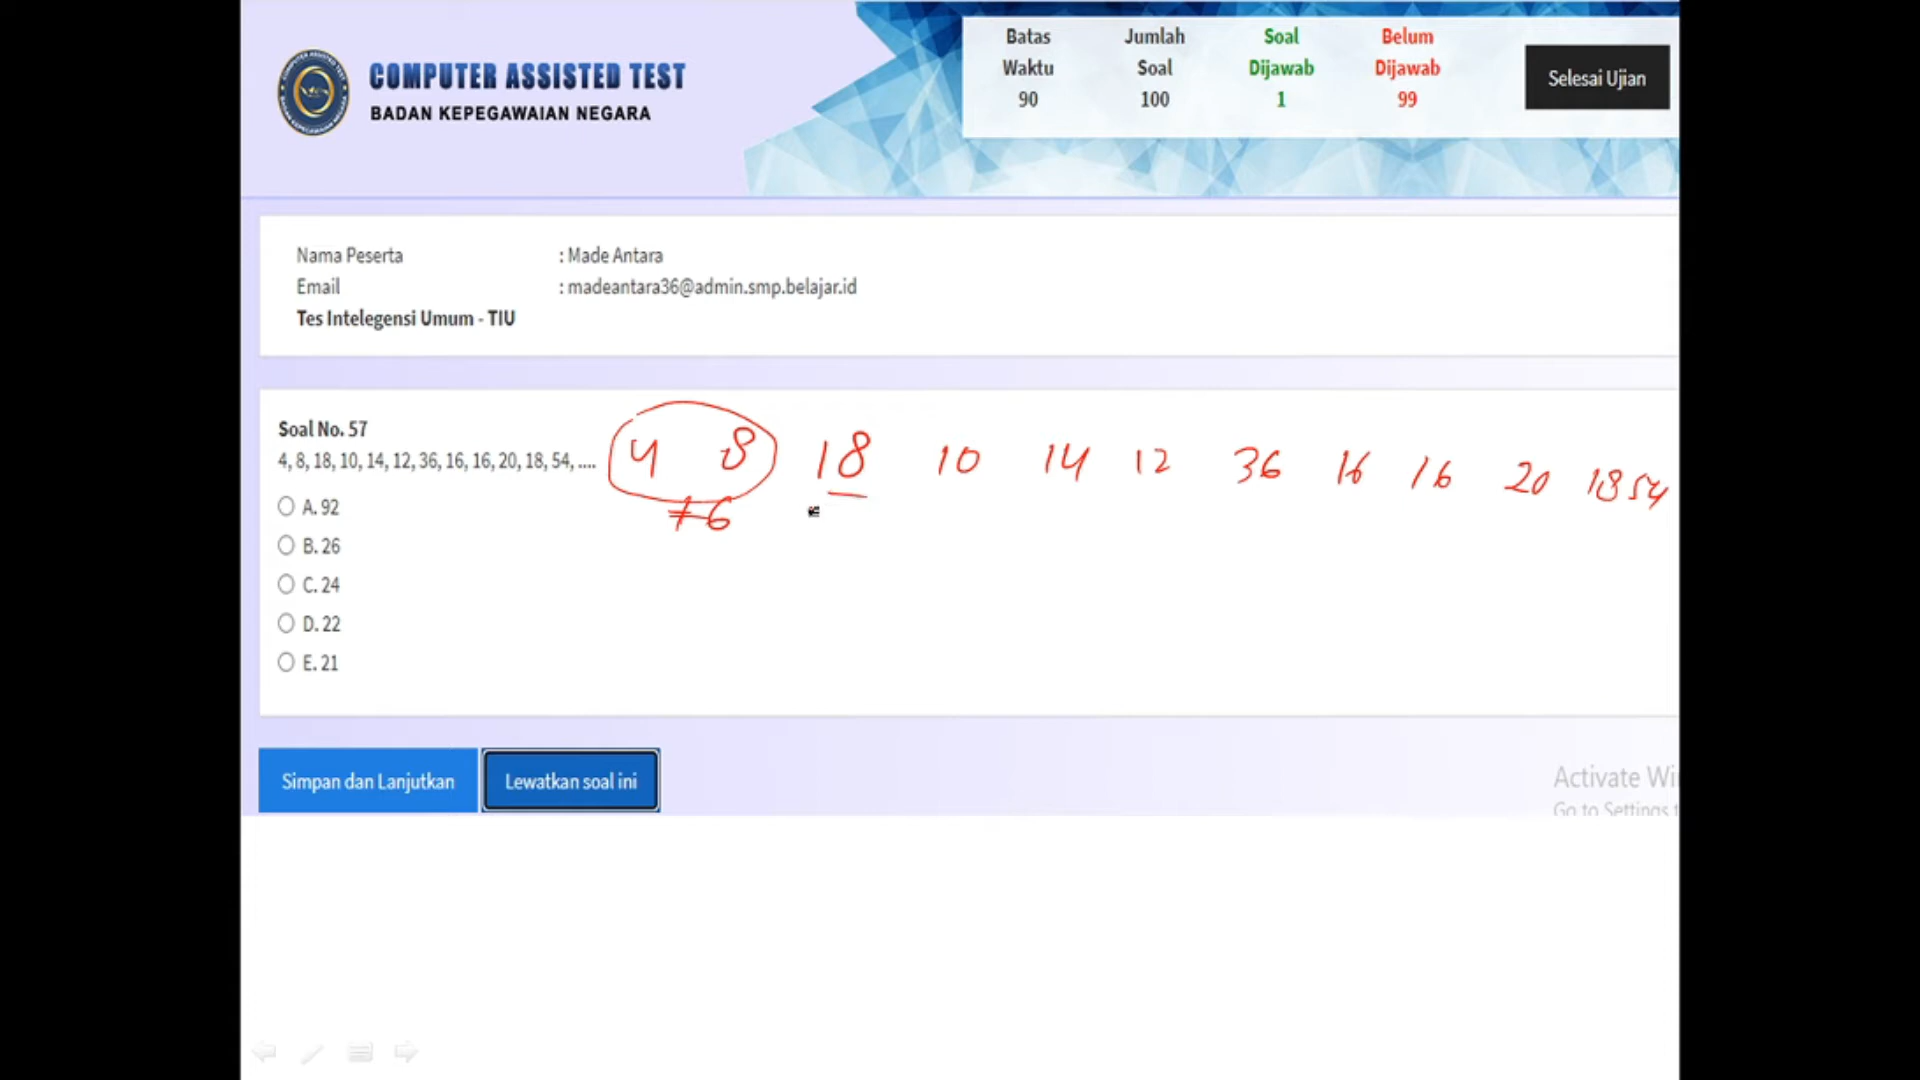 COMPUTER ASSISTED TEST
BADAN KEPEGAWAIAN NEGARA
Batas Waktu 90
Jumlah Soal 100
Soal Dijawab 1
Belum Dijawab 99
Selesai Ujian
Nama Peserta : Made Antara
Email : madeantara36@admin.smp.belajar.id
Tes Intelegensi Umum - TIU
Soal No. 57
4, 8, 18, 10, 14, 12, 36, 16, 16, 20, 18, 54, ....
4 8 18 10 14 12 36 16 16 20 18 54
+6
A. 92
B. 26
C. 24
D. 22
E. 21
Simpan dan Lanjutkan
Lewatkan soal ini
Activate Wi
Go to Settings t